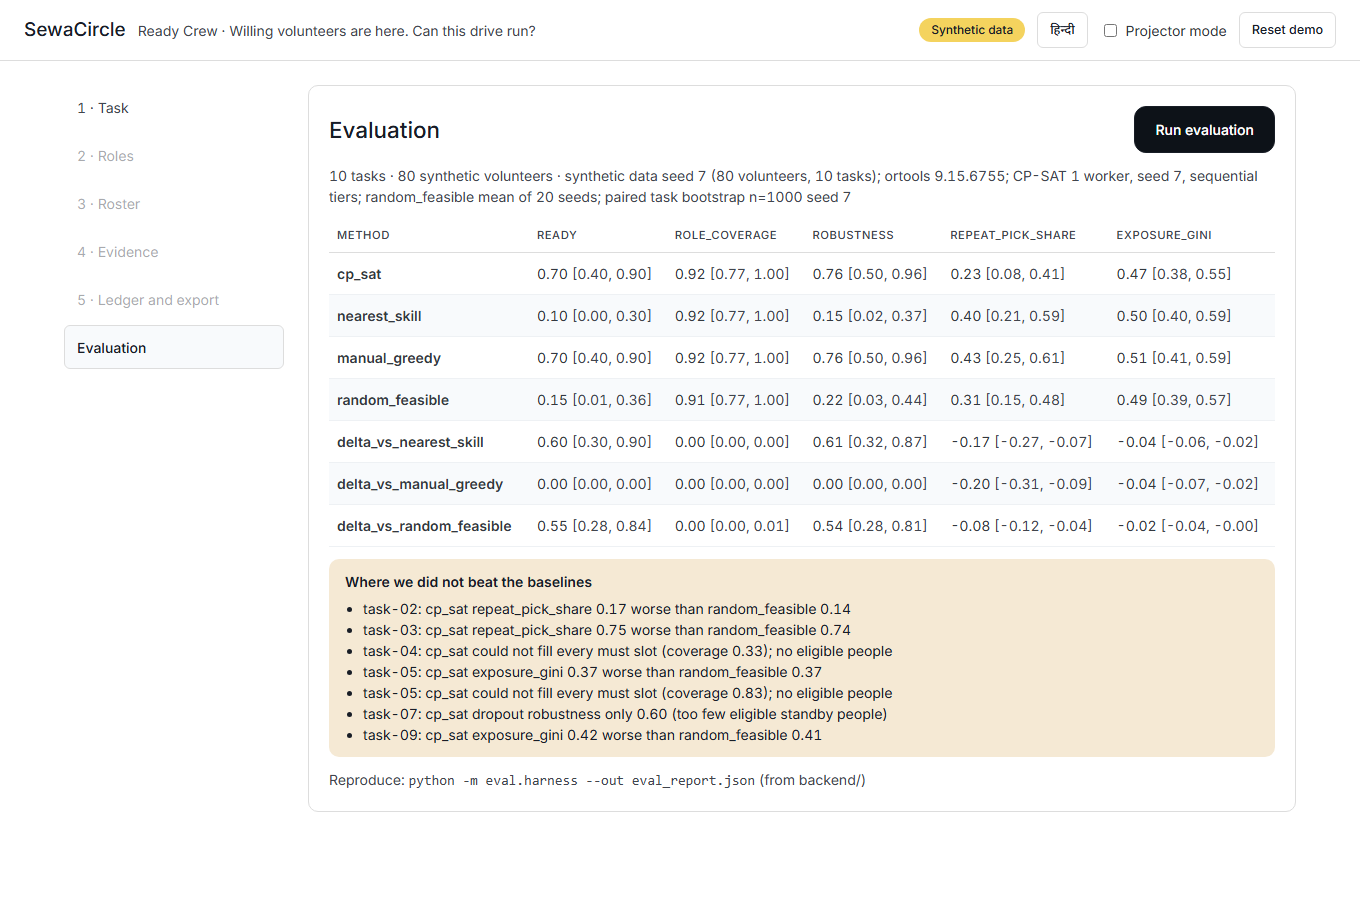 SewaCircle Ready Crew · Willing volunteers are here. Can this drive run? Synthetic data हिन्दी Projector mode Reset demo
1 · Task
2 · Roles
3 · Roster
4 · Evidence
5 · Ledger and export
Evaluation
Evaluation Run evaluation
10 tasks · 80 synthetic volunteers · synthetic data seed 7 (80 volunteers, 10 tasks); ortools 9.15.6755; CP-SAT 1 worker, seed 7, sequential
tiers; random_feasible mean of 20 seeds; paired task bootstrap n=1000 seed 7
METHOD READY ROLE_COVERAGE ROBUSTNESS REPEAT_PICK_SHARE EXPOSURE_GINI
cp_sat 0.70 [0.40, 0.90] 0.92 [0.77, 1.00] 0.76 [0.50, 0.96] 0.23 [0.08, 0.41] 0.47 [0.38, 0.55]
nearest_skill 0.10 [0.00, 0.30] 0.92 [0.77, 1.00] 0.15 [0.02, 0.37] 0.40 [0.21, 0.59] 0.50 [0.40, 0.59]
manual_greedy 0.70 [0.40, 0.90] 0.92 [0.77, 1.00] 0.76 [0.50, 0.96] 0.43 [0.25, 0.61] 0.51 [0.41, 0.59]
random_feasible 0.15 [0.01, 0.36] 0.91 [0.77, 1.00] 0.22 [0.03, 0.44] 0.31 [0.15, 0.48] 0.49 [0.39, 0.57]
delta_vs_nearest_skill 0.60 [0.30, 0.90] 0.00 [0.00, 0.00] 0.61 [0.32, 0.87] -0.17 [-0.27, -0.07] -0.04 [-0.06, -0.02]
delta_vs_manual_greedy 0.00 [0.00, 0.00] 0.00 [0.00, 0.00] 0.00 [0.00, 0.00] -0.20 [-0.31, -0.09] -0.04 [-0.07, -0.02]
delta_vs_random_feasible 0.55 [0.28, 0.84] 0.00 [0.00, 0.01] 0.54 [0.28, 0.81] -0.08 [-0.12, -0.04] -0.02 [-0.04, -0.00]
Where we did not beat the baselines
• task-02: cp_sat repeat_pick_share 0.17 worse than random_feasible 0.14
• task-03: cp_sat repeat_pick_share 0.75 worse than random_feasible 0.74
• task-04: cp_sat could not fill every must slot (coverage 0.33); no eligible people
• task-05: cp_sat exposure_gini 0.37 worse than random_feasible 0.37
• task-05: cp_sat could not fill every must slot (coverage 0.83); no eligible people
• task-07: cp_sat dropout robustness only 0.60 (too few eligible standby people)
• task-09: cp_sat exposure_gini 0.42 worse than random_feasible 0.41
Reproduce: python -m eval.harness --out eval_report.json (from backend/)